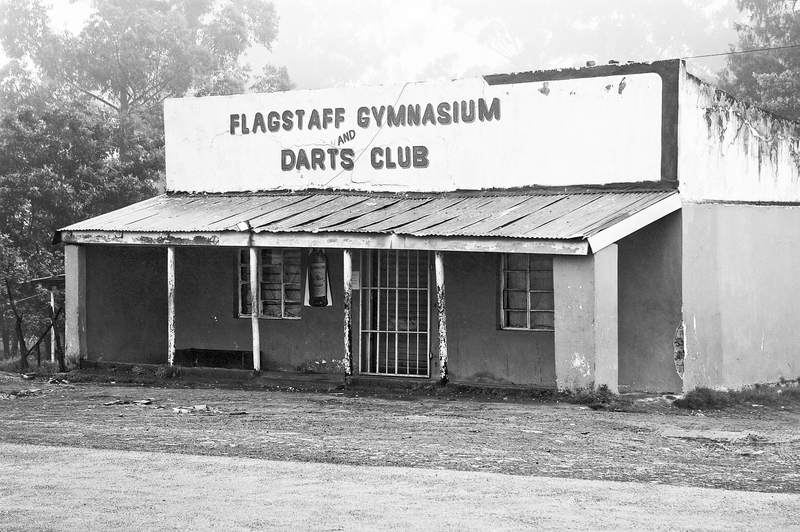 FLAGSTAFF GYMNASIUM
AND
DARTS CLUB